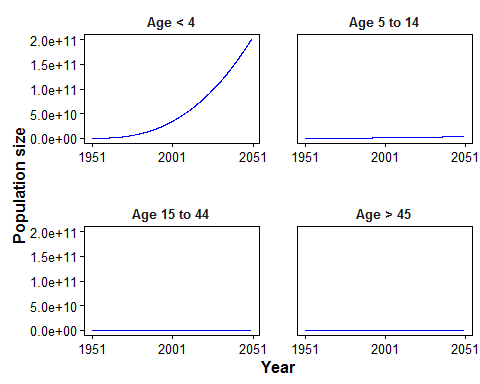 Age < 4
Age 5 to 14
2.0e+11
1.5e+11
1.0e+11
5.0e+10
0.0e+00
1951
2001
2051
1951
2001
2051
Population size
Age 15 to 44
Age > 45
2.0e+11
1.5e+11
1.0e+11
5.0e+10
0.0e+00
1951
2001
2051
1951
2001
2051
Year